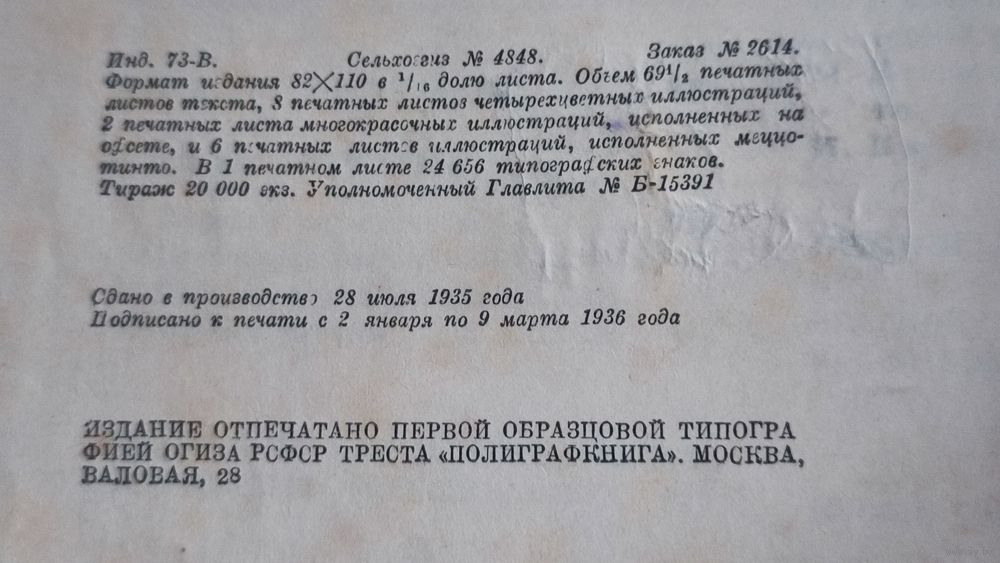 Инд. 73-В. Сельхозгиз № 4848. Заказ № 2614.
Формат издания 82×110 в 1/16 долю листа. Объем 69 1/2 печатных
листов текста, 8 печатных листов четырехцветных иллюстраций,
2 печатных листа многокрасочных иллюстраций, исполненных на
офсете, и 6 печатных листов иллюстраций, исполненных меццо-
тинто. В 1 печатном листе 24 656 типографских знаков.
Тираж 20 000 экз. Уполномоченный Главлита № Б-15391
Сдано в производство 28 июля 1935 года
Подписано к печати с 2 января по 9 марта 1936 года
ИЗДАНИЕ ОТПЕЧАТАНО ПЕРВОЙ ОБРАЗЦОВОЙ ТИПОГРА
ФИЕЙ ОГИЗА РСФСР ТРЕСТА «ПОЛИГРАФКНИГА». МОСКВА,
ВАЛОВАЯ, 28